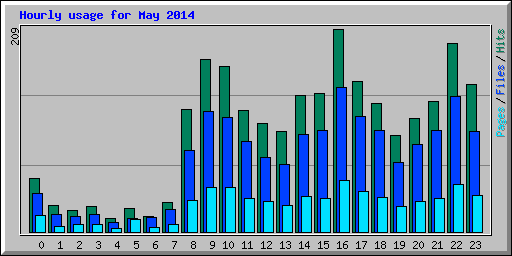 Hourly usage for May 2014
209
0 1 2 3 4 5 6 7 8 9 10 11 12 13 14 15 16 17 18 19 20 21 22 23
Pages/Files/Hits